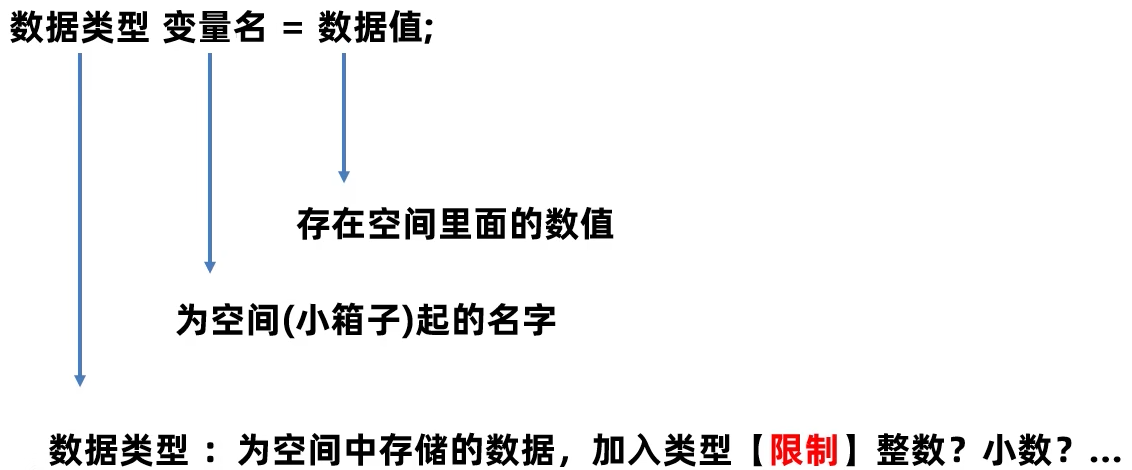 数据类型 变量名 = 数据值;
存在空间里面的数值
为空间(小箱子)起的名字
数据类型 ：为空间中存储的数据，加入类型【限制】整数？小数？...